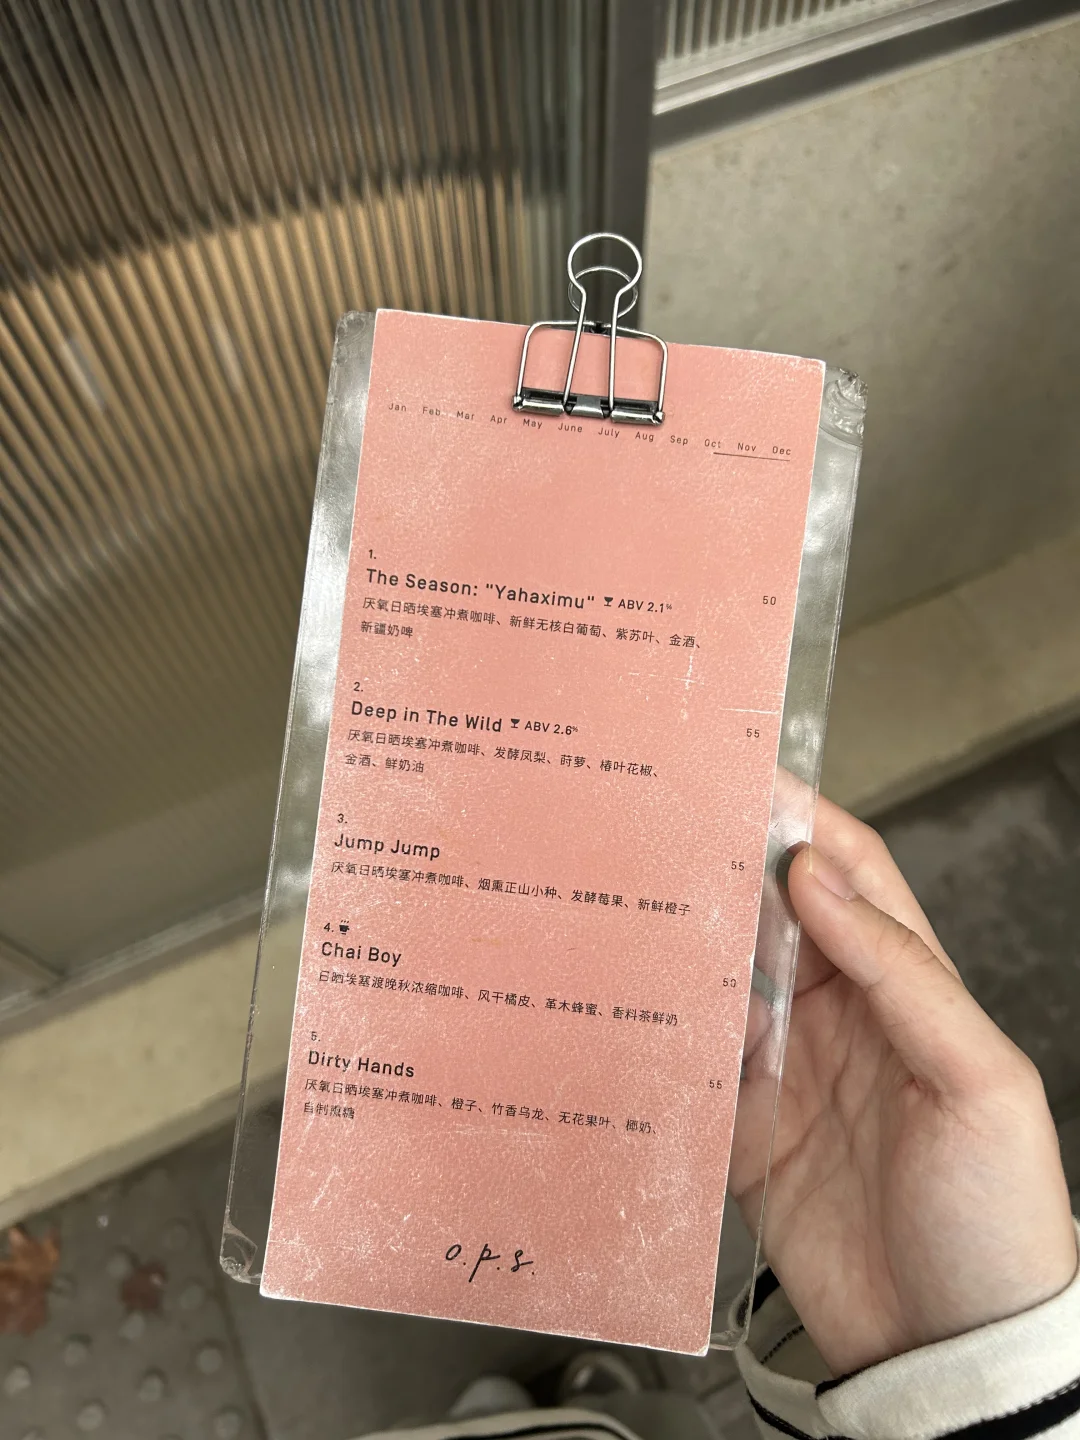 Jan Feb Mar Apr May June July Aug Sep Oct Nov Dec
1.
The Season: "Yahaximu" ABV 2.1% 50
厌氧日晒埃塞冲煮咖啡、新鲜无核白葡萄、紫苏叶、金酒、
新疆奶啤
2.
Deep in The Wild ABV 2.6% 55
厌氧日晒埃塞冲煮咖啡、发酵凤梨、莳萝、椿叶花椒、
金酒、鲜奶油
3.
Jump Jump 55
厌氧日晒埃塞冲煮咖啡、烟熏正山小种、发酵莓果、新鲜橙子
4.
Chai Boy 50
日晒埃塞渡晚秋浓缩咖啡、风干橘皮、革木蜂蜜、香料茶鲜奶
5.
Dirty Hands 55
厌氧日晒埃塞冲煮咖啡、橙子、竹香乌龙、无花果叶、椰奶、
自制焦糖
o.p.s.